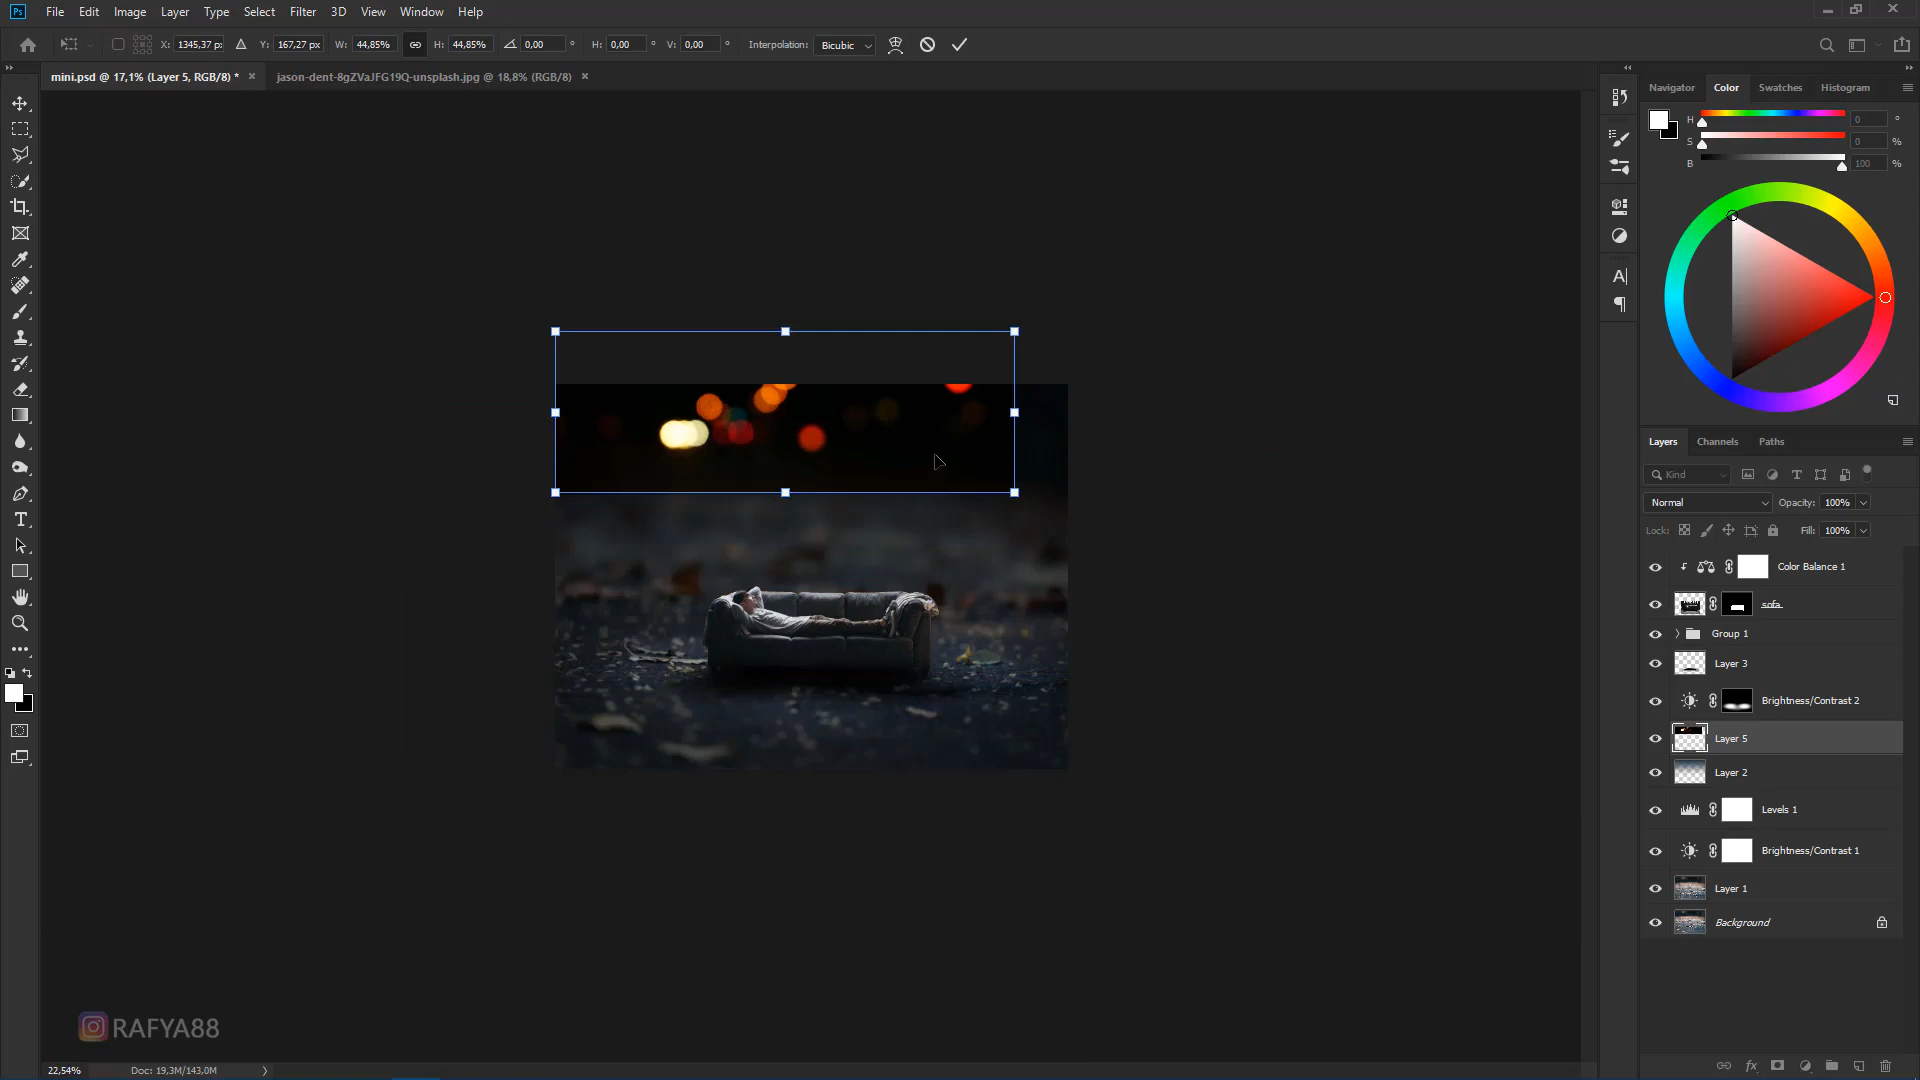 Ps File Edit Image Layer Type Select Filter 3D View Window Help
X: 1345,37 px Y: 167,27 px W: 44,85% H: 44,85% 0,00 ° H: 0,00 ° V: 0,00 ° Interpolation: Bicubic
mini.psd @ 17,1% (Layer 5, RGB/8) * × jason-dent-8gZVaJFG19Q-unsplash.jpg @ 18,8% (RGB/8) ×
Navigator Color Swatches Histogram
H 0 °
S 0 %
B 100 %
Layers Channels Paths
Kind
Normal Opacity: 100%
Lock: Fill: 100%
Color Balance 1
sofa
Group 1
Layer 3
Brightness/Contrast 2
Layer 5
Layer 2
Levels 1
Brightness/Contrast 1
Layer 1
Background
RAFYA88
22,54% Doc: 19,3M/143,0M